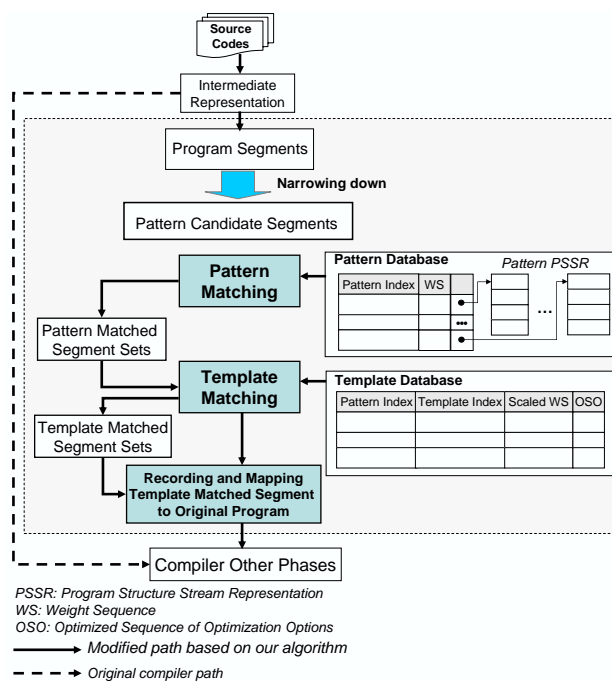 Source
Codes
Intermediate
Representation
Program Segments
Narrowing down
Pattern Candidate Segments
Pattern
Matching
Pattern Database
Pattern PSSR
Pattern Index WS
...
...
Pattern Matched
Segment Sets
Template
Matching
Template Database
Pattern Index Template Index Scaled WS OSO
Template Matched
Segment Sets
Recording and Mapping
Template Matched Segment
to Original Program
Compiler Other Phases
PSSR: Program Structure Stream Representation
WS: Weight Sequence
OSO: Optimized Sequence of Optimization Options
Modified path based on our algorithm
Original compiler path